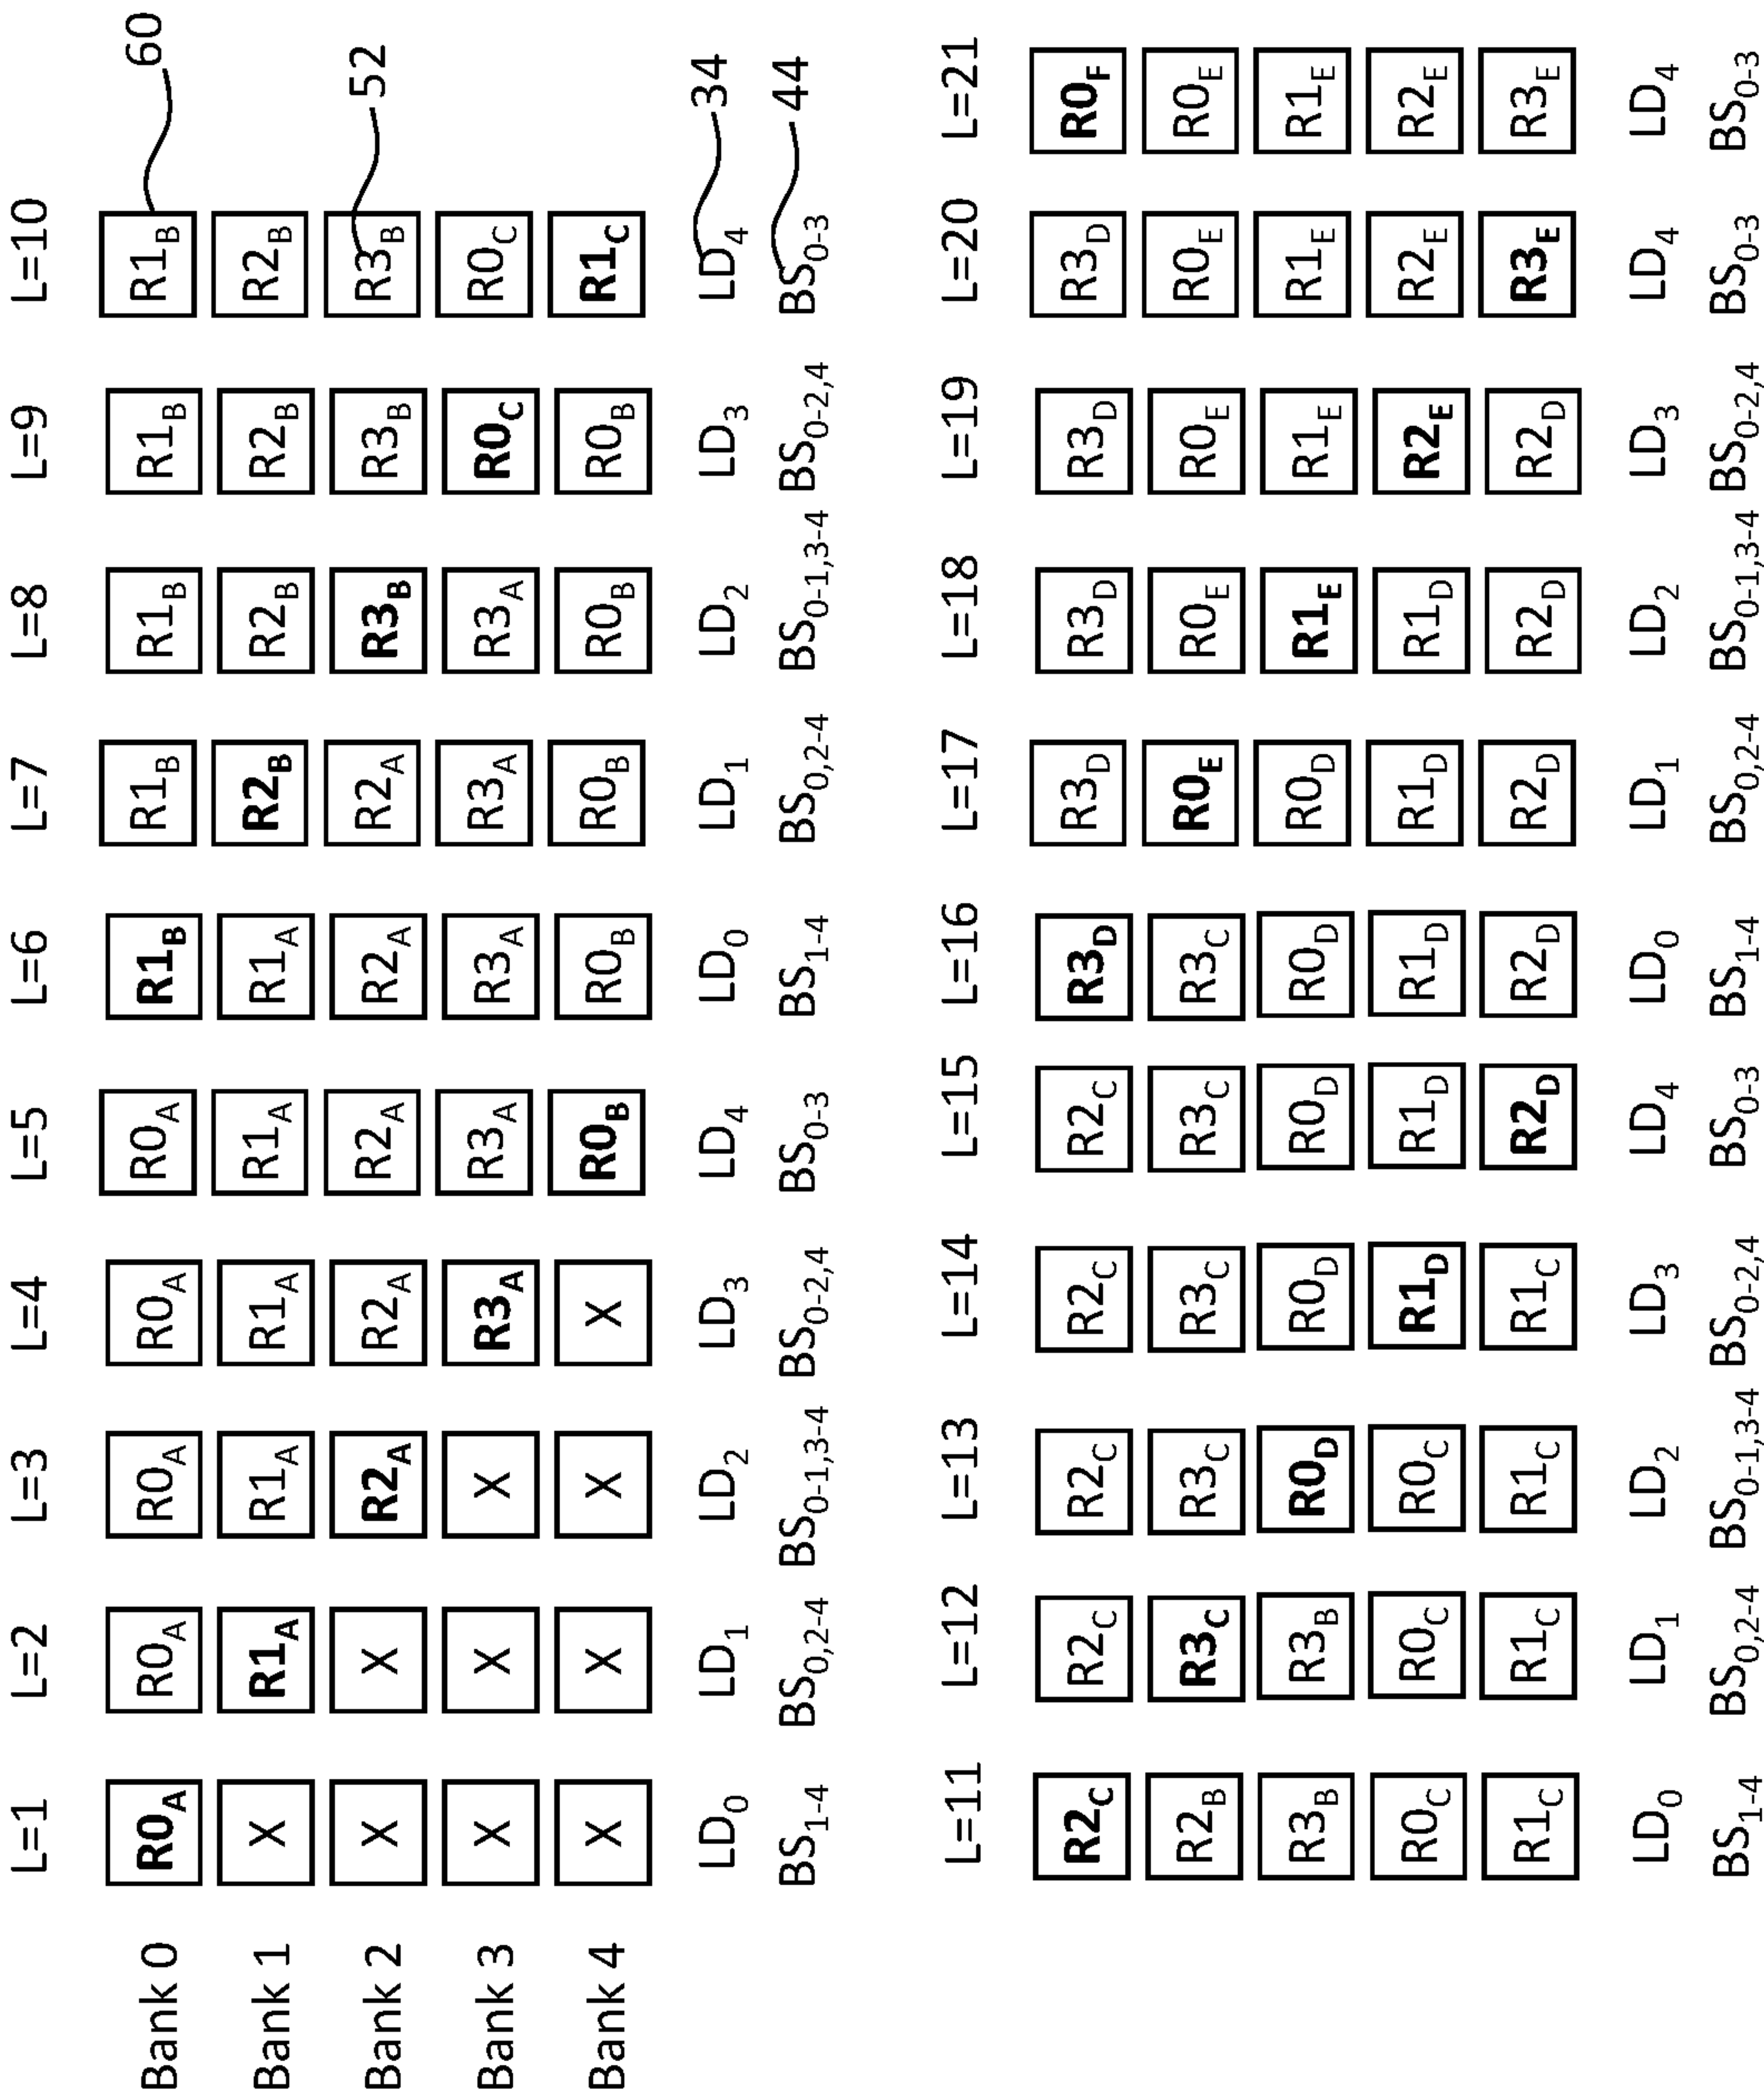 L=1 L=2 L=3 L=4 L=5 L=6 L=7 L=8 L=9 L=10
Bank 0 R0A R0A R0A R0A R0A R1B R1B R1B R1B R1B 60
Bank 1 X R1A R1A R1A R1A R1A R2B R2B R2B R2B
Bank 2 X X R2A R2A R2A R2A R2A R3B R3B R3B 52
Bank 3 X X X R3A R3A R3A R3A R3A R0C R0C
Bank 4 X X X X R0B R0B R0B R0B R0B R1C
LD0 LD1 LD2 LD3 LD4 LD0 LD1 LD2 LD3 LD4 34
BS1-4 BS0,2-4 BS0-1,3-4 BS0-2,4 BS0-3 BS1-4 BS0,2-4 BS0-1,3-4 BS0-2,4 BS0-3 44
L=11 L=12 L=13 L=14 L=15 L=16 L=17 L=18 L=19 L=20 L=21
R2C R2C R2C R2C R2C R3D R3D R3D R3D R3D R0F
R2B R3C R3C R3C R3C R3C R0E R0E R0E R0E R0E
R3B R3B R0D R0D R0D R0D R0D R1E R1E R1E R1E
R0C R0C R0C R1D R1D R1D R1D R1D R2E R2E R2E
R1C R1C R1C R1C R2D R2D R2D R2D R2D R3E R3E
LD0 LD1 LD2 LD3 LD4 LD0 LD1 LD2 LD3 LD4 LD4
BS1-4 BS0,2-4 BS0-1,3-4 BS0-2,4 BS0-3 BS1-4 BS0,2-4 BS0-1,3-4 BS0-2,4 BS0-3 BS0-3